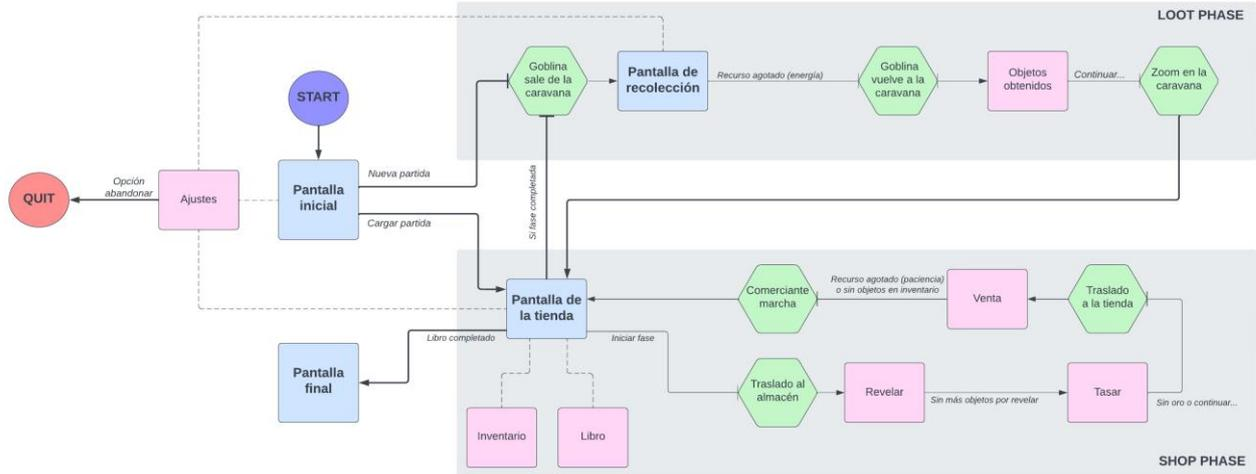 LOOT PHASE
START
Goblina
sale de la
caravana
Pantalla de
recolección
Recurso agotado (energía)
Goblina
vuelve a la
caravana
Objetos
obtenidos
Continuar...
Zoom en la
caravana
QUIT
Opción
abandonar
Ajustes
Pantalla
inicial
Nueva partida
Cargar partida
Si fase completada
Pantalla de
la tienda
Comerciante
marcha
Recurso agotado (paciencia)
o sin objetos en inventario
Venta
Traslado
a la tienda
Libro completado
Iniciar fase
Pantalla
final
Traslado al
almacén
Revelar
Sin más objetos por revelar
Tasar
Sin oro o continuar...
Inventario
Libro
SHOP PHASE